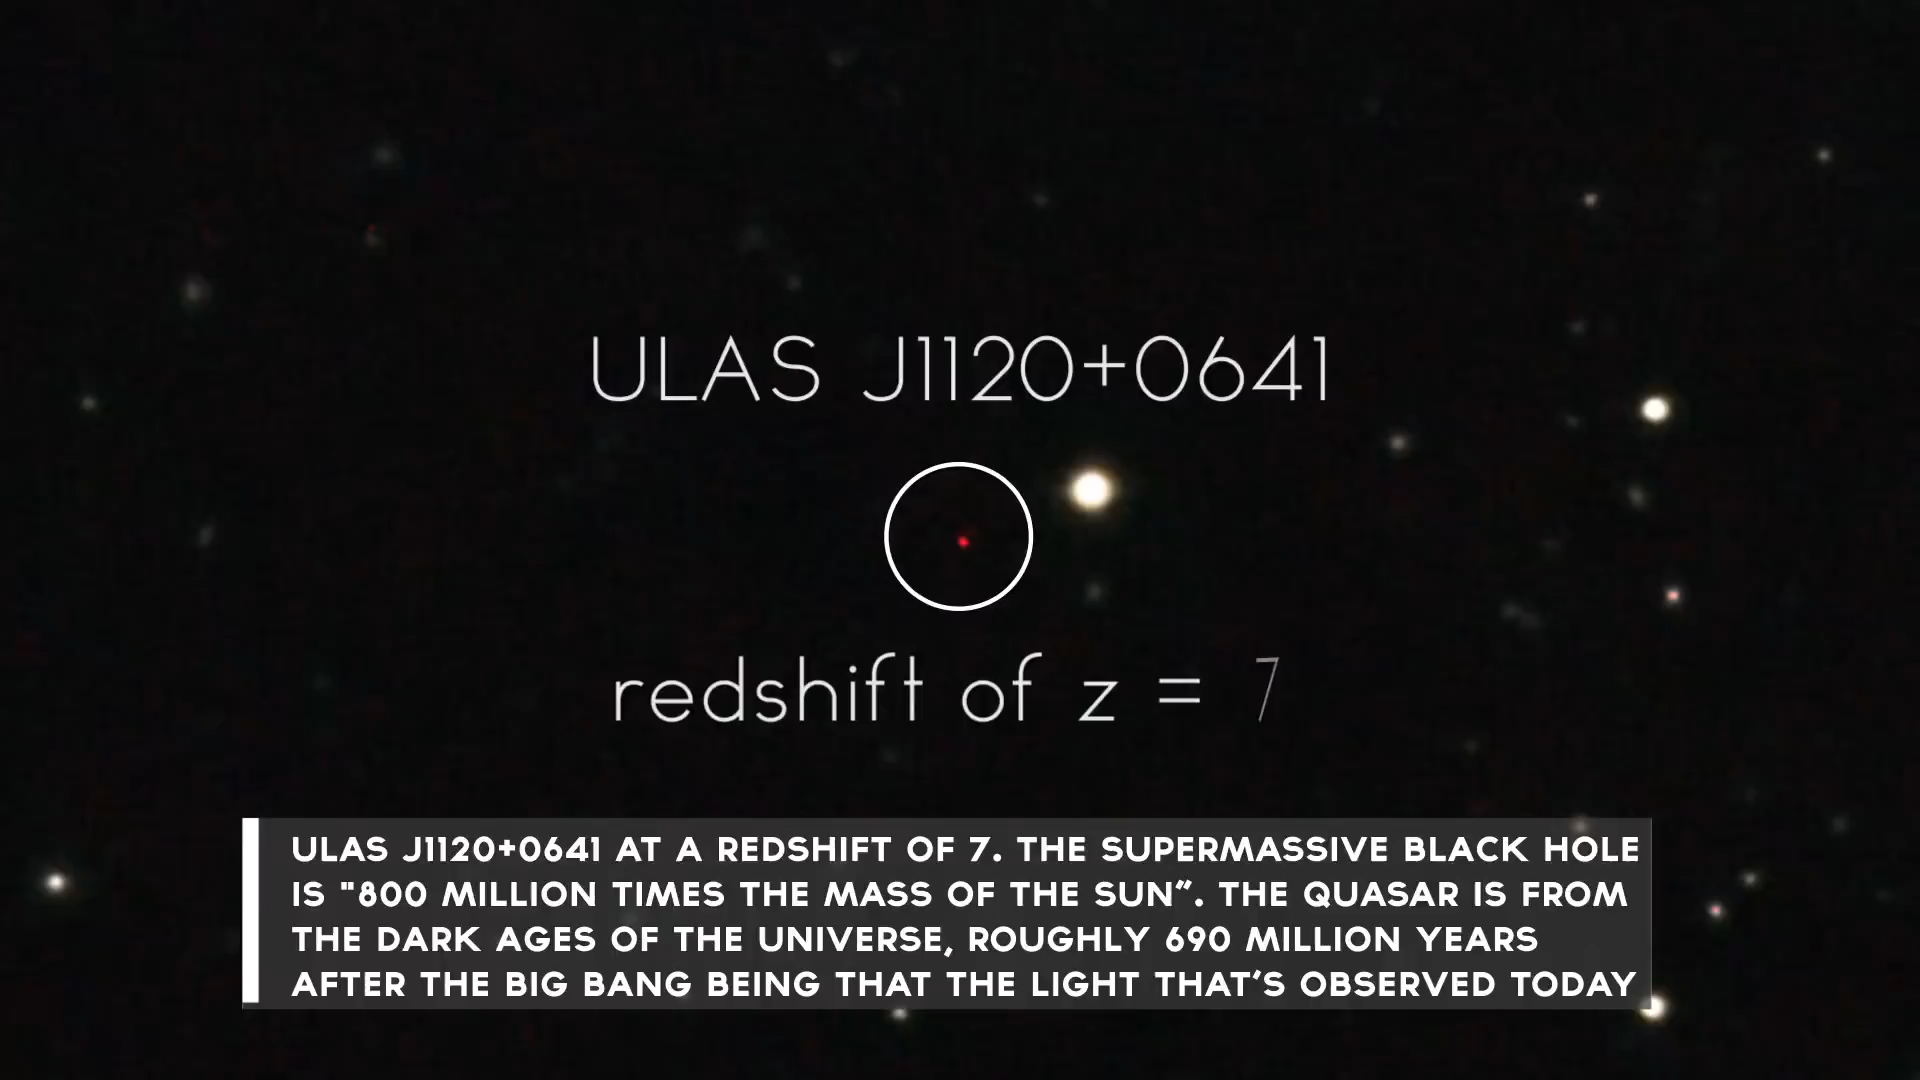 ULAS J1120+0641
redshift of z = 7
ULAS J1120+0641 AT A REDSHIFT OF 7. THE SUPERMASSIVE BLACK HOLE
IS "800 MILLION TIMES THE MASS OF THE SUN”. THE QUASAR IS FROM
THE DARK AGES OF THE UNIVERSE, ROUGHLY 690 MILLION YEARS
AFTER THE BIG BANG BEING THAT THE LIGHT THAT’S OBSERVED TODAY